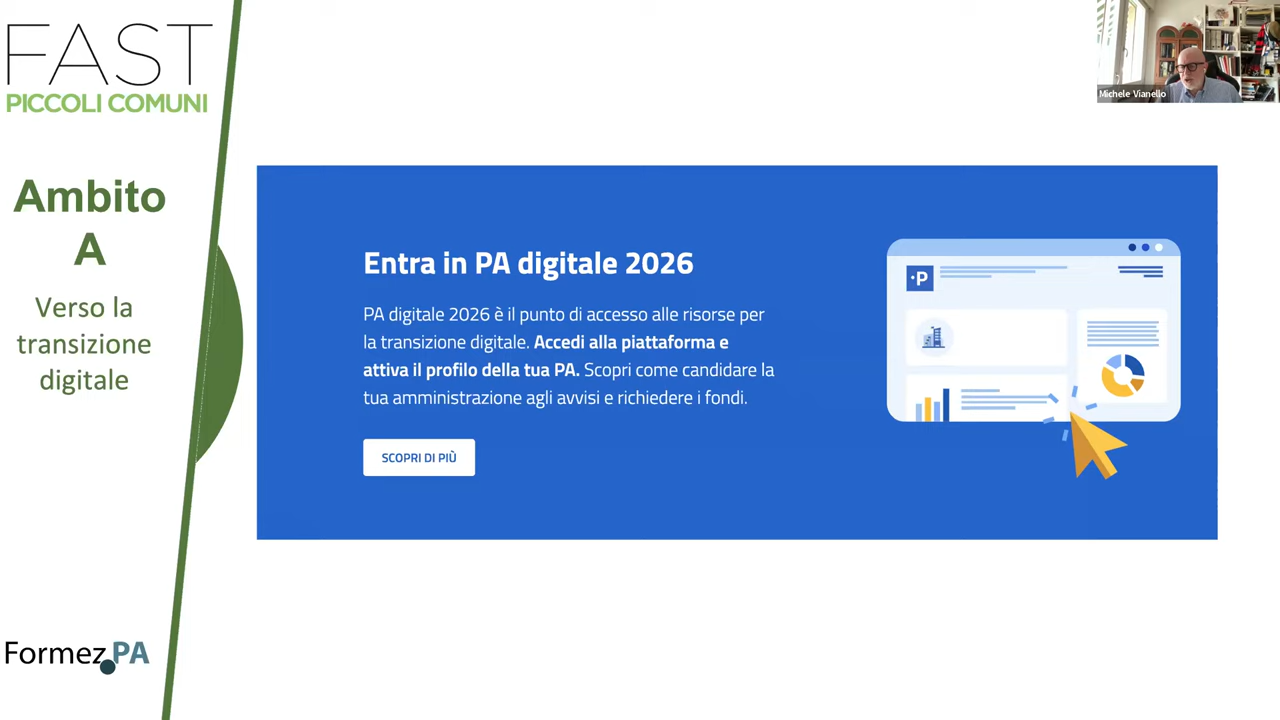 FAST
PICCOLI COMUNI
Ambito
A
Verso la
transizione
digitale
Formez.PA
Entra in PA digitale 2026
PA digitale 2026 è il punto di accesso alle risorse per
la transizione digitale. Accedi alla piattaforma e
attiva il profilo della tua PA. Scopri come candidare la
tua amministrazione agli avvisi e richiedere i fondi.
SCOPRI DI PIÙ
·P
Michele Vianello